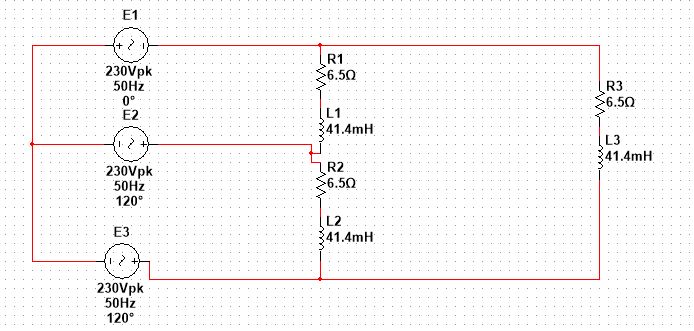 E1
230Vpk
50Hz
0°
E2
230Vpk
50Hz
120°
E3
230Vpk
50Hz
120°
R1
6.5Ω
L1
41.4mH
R2
6.5Ω
L2
41.4mH
R3
6.5Ω
L3
41.4mH